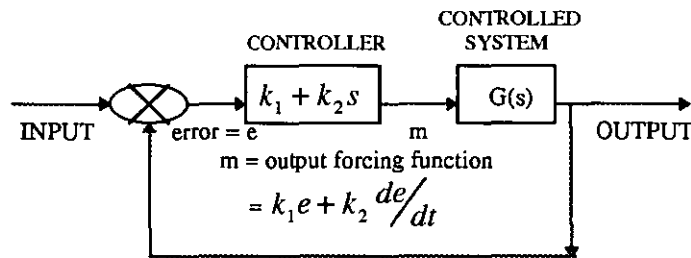 CONTROLLER
CONTROLLED
SYSTEM
k₁ + k₂s
G(s)
INPUT
error = e
m
OUTPUT
m = output forcing function
= k₁e + k₂ de/dt